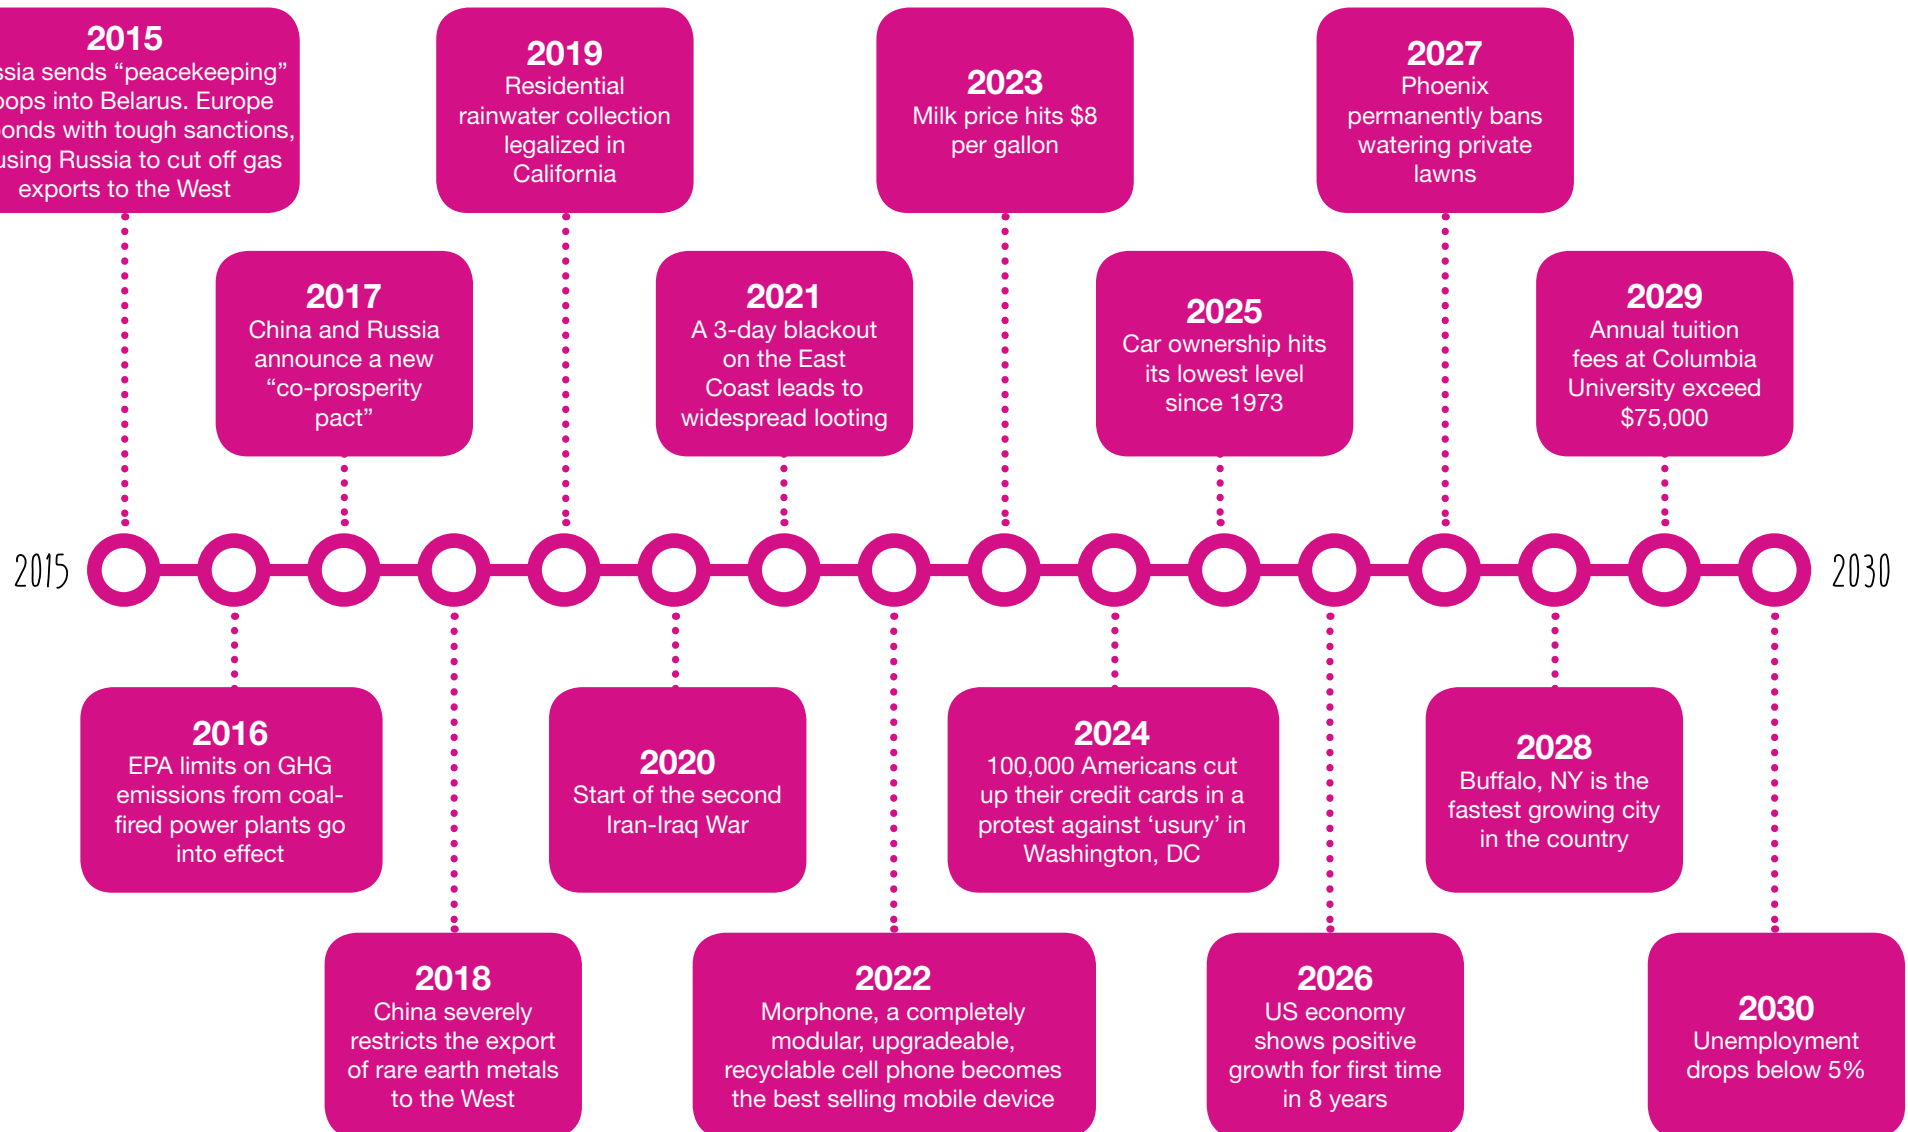 2015
sia sends “peacekeeping”
into Belarus. Europe
with tough sanctions,
Russia to cut off gas
exports to the West
2019
Residential
rainwater collection
legalized in
California
2023
Milk price hits $8
per gallon
2027
Phoenix
permanently bans
watering private
lawns
2017
China and Russia
announce a new
“co-prosperity
pact”
2021
A 3-day blackout
on the East
Coast leads to
widespread looting
2025
Car ownership hits
its lowest level
since 1973
2029
Annual tuition
fees at Columbia
University exceed
$75,000
2015
2030
2016
EPA limits on GHG
emissions from coal-
fired power plants go
into effect
2020
Start of the second
Iran-Iraq War
2024
100,000 Americans cut
up their credit cards in a
protest against ‘usury’ in
Washington, DC
2028
Buffalo, NY is the
fastest growing city
in the country
2018
China severely
restricts the export
of rare earth metals
to the West
2022
Morphone, a completely
modular, upgradeable,
recyclable cell phone becomes
the best selling mobile device
2026
US economy
shows positive
growth for first time
in 8 years
2030
Unemployment
drops below 5%